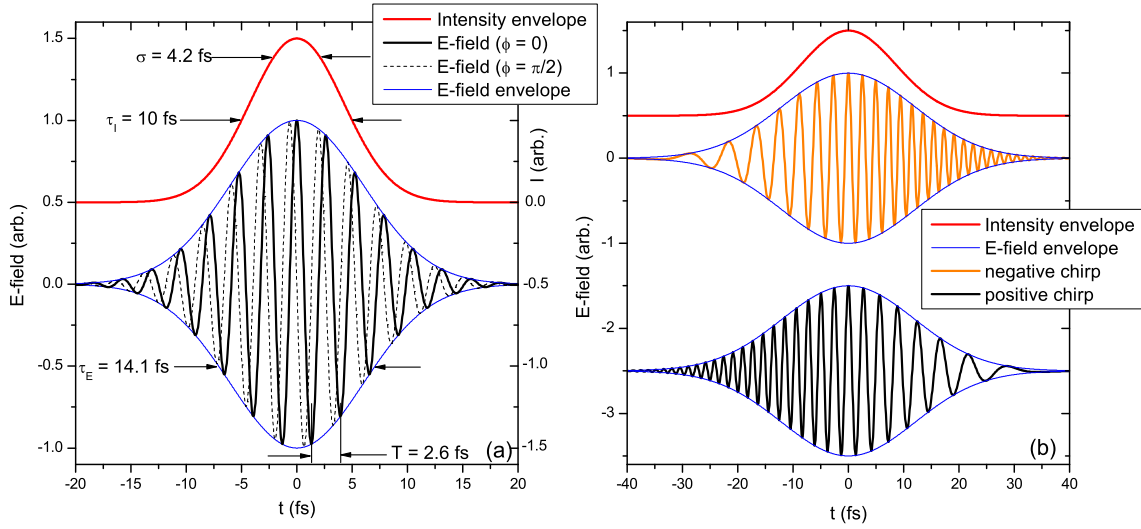 Intensity envelope
E-field (ϕ = 0)
E-field (ϕ = π/2)
E-field envelope
σ = 4.2 fs
τI = 10 fs
τE = 14.1 fs
T = 2.6 fs
(a)
1.5
1.0
0.5
0.0
-0.5
-1.0
E-field (arb.)
0.0
-0.5
-1.0
-1.5
I (arb.)
-20 -15 -10 -5 0 5 10 15 20
t (fs)
1
0
-1
-2
-3
E-field (arb.)
Intensity envelope
E-field envelope
negative chirp
positive chirp
(b)
-40 -30 -20 -10 0 10 20 30 40
t (fs)